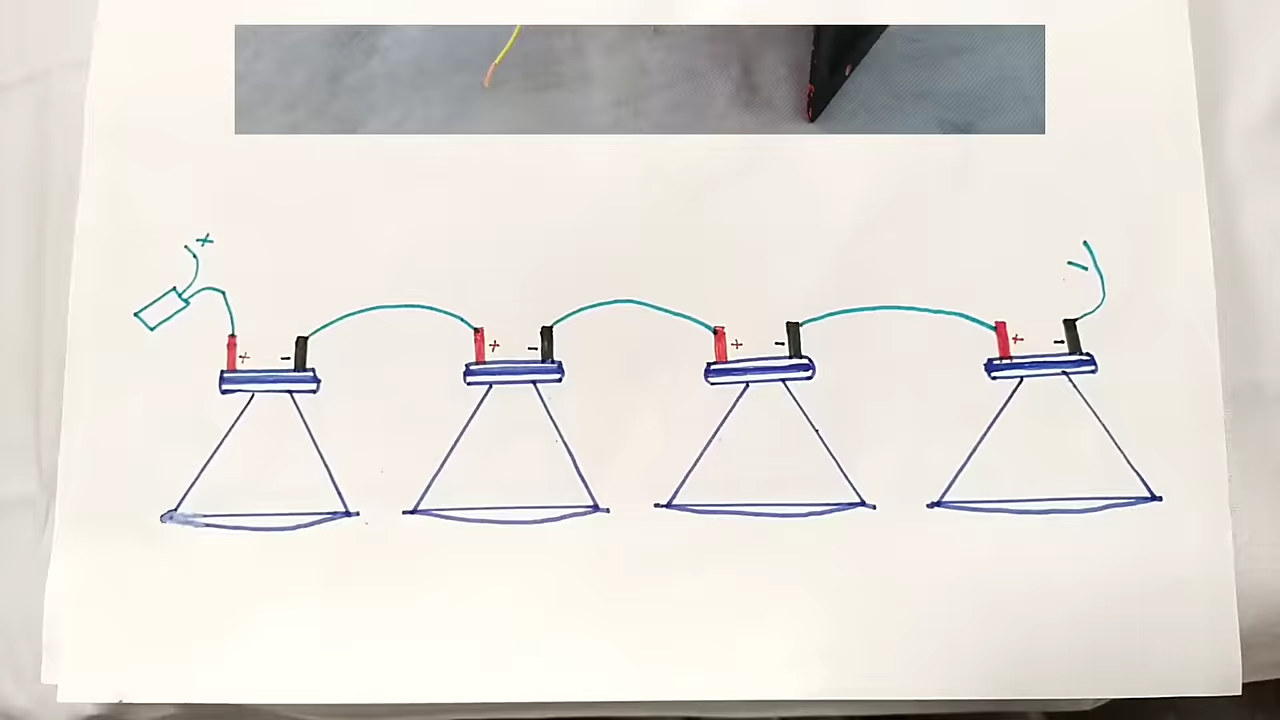 + -
+ - + - + - + -